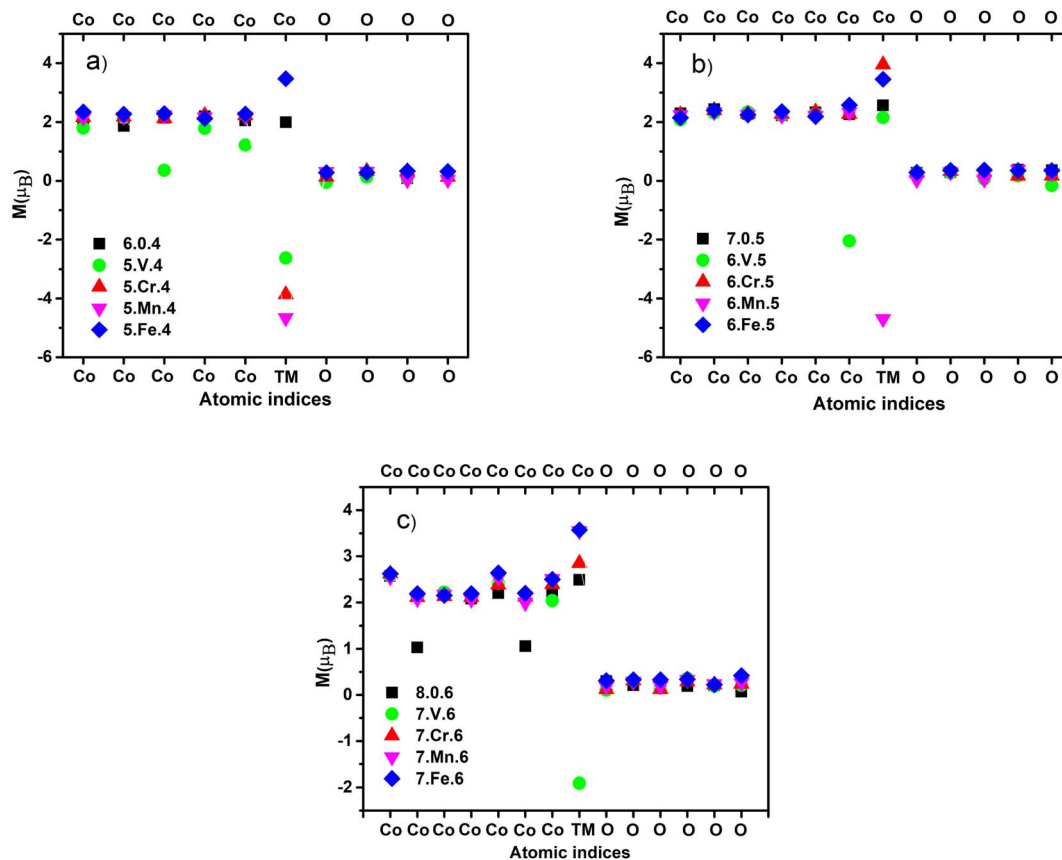 Co Co Co Co Co Co O O O O
a)
M(μB)
4
2
0
-2
-4
-6
6.0.4
5.V.4
5.Cr.4
5.Mn.4
5.Fe.4
Co Co Co Co Co TM O O O O
Atomic indices
Co Co Co Co Co Co Co O O O O O
b)
M(μB)
4
2
0
-2
-4
-6
7.0.5
6.V.5
6.Cr.5
6.Mn.5
6.Fe.5
Co Co Co Co Co Co TM O O O O O
Atomic indices
Co Co Co Co Co Co Co Co O O O O O O
c)
M(μB)
4
3
2
1
0
-1
-2
8.0.6
7.V.6
7.Cr.6
7.Mn.6
7.Fe.6
Co Co Co Co Co Co Co TM O O O O O O
Atomic indices